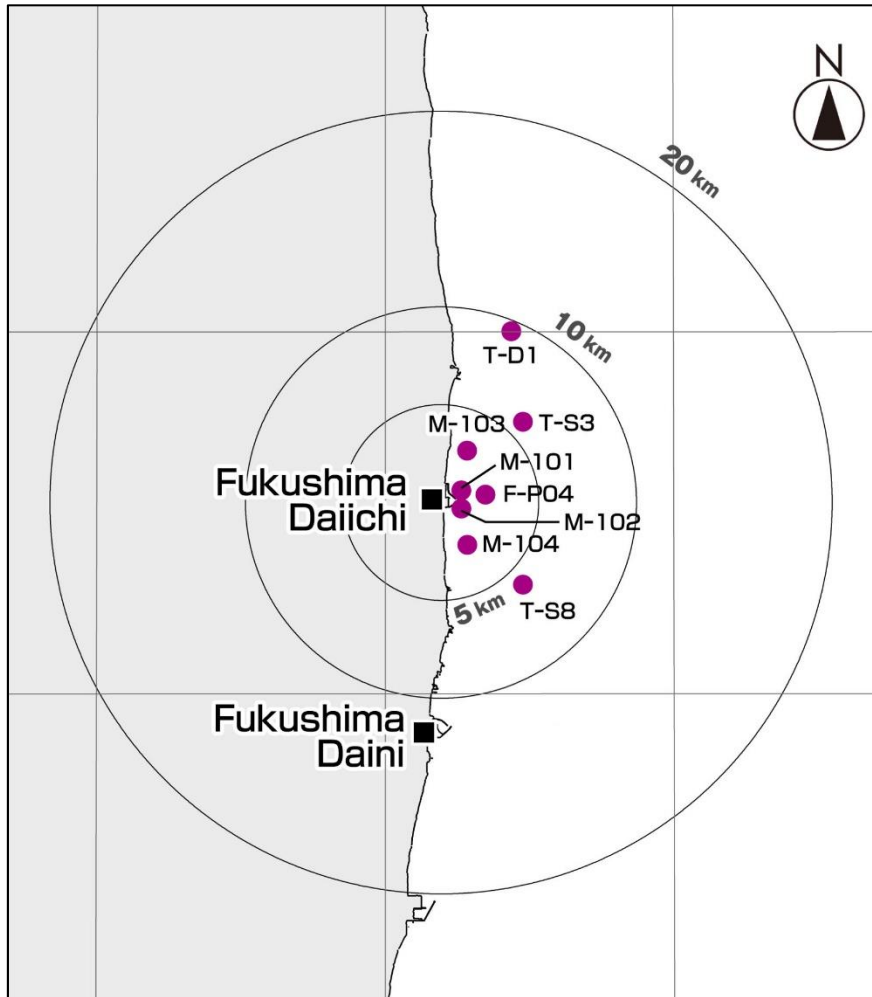 N
20 km
10 km
T-D1
M-103
T-S3
M-101
Fukushima
Daiichi
F-P04
M-102
M-104
5 km
T-S8
Fukushima
Daini